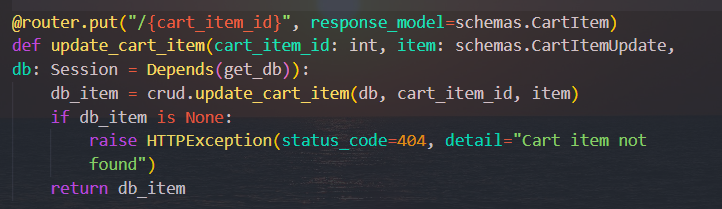 @router.put("/{cart_item_id}", response_model=schemas.CartItem)
def update_cart_item(cart_item_id: int, item: schemas.CartItemUpdate,
db: Session = Depends(get_db)):
    db_item = crud.update_cart_item(db, cart_item_id, item)
    if db_item is None:
        raise HTTPException(status_code=404, detail="Cart item not
        found")
    return db_item